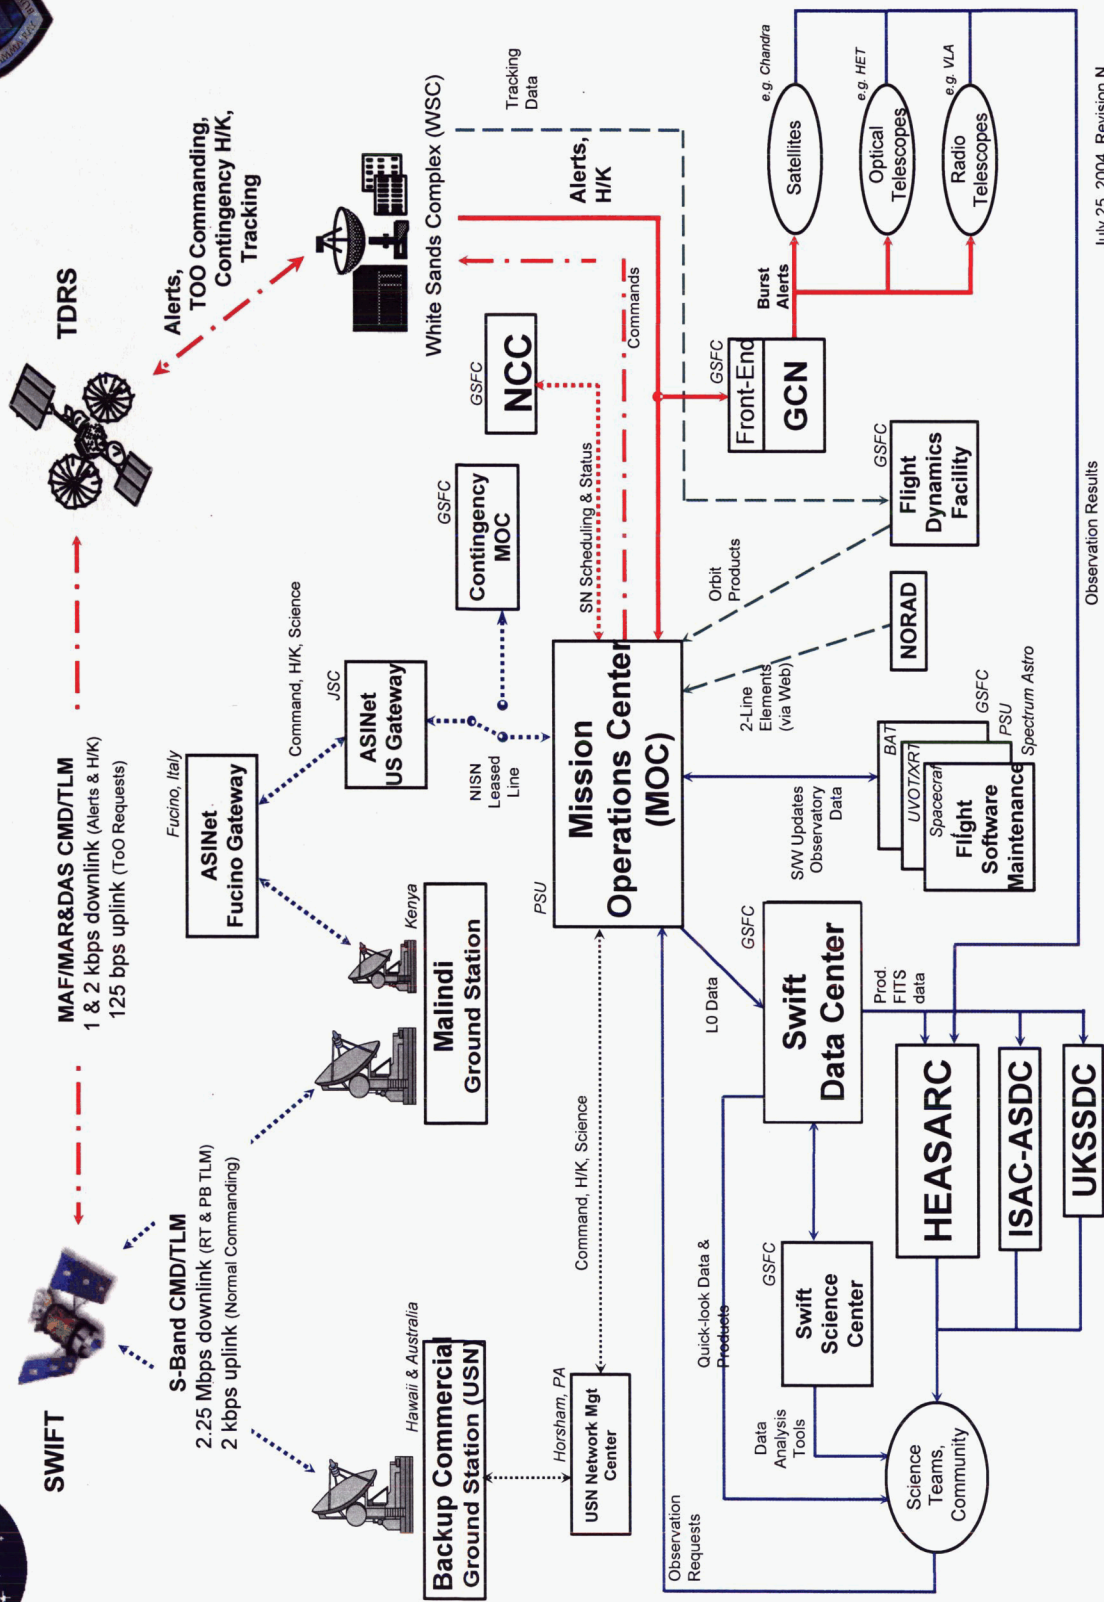 SWIFT
MAF/MAR&DAS CMD/TLM
1 & 2 kbps downlink (Alerts & H/K)
125 bps uplink (ToO Requests)
TDRS
Alerts,
TOO Commanding,
Contingency H/K,
Tracking
S-Band CMD/TLM
2.25 Mbps downlink (RT & PB TLM)
2 kbps uplink (Normal Commanding)
Fucino, Italy
ASINet
Fucino Gateway
Command, H/K, Science
Hawaii & Australia
Backup Commercial
Ground Station (USN)
Kenya
Malindi
Ground Station
JSC
ASINet
US Gateway
White Sands Complex (WSC)
GSFC
Contingency
MOC
GSFC
NCC
Tracking
Data
Alerts,
H/K
NISN
Leased
Line
Horsham, PA
USN Network Mgt
Center
Command, H/K, Science
PSU
Mission
Operations Center
(MOC)
SN Scheduling & Status
Commands
Observation
Requests
Quick-look Data &
Products
L0 Data
GSFC
Swift
Data Center
S/W Updates
Observatory
Data
2-Line
Elements
(via Web)
Orbit
Products
GSFC
Front-End
GCN
Burst
Alerts
Satellites
e.g. Chandra
Optical
Telescopes
e.g. HET
Radio
Telescopes
e.g. VLA
Data
Analysis
Tools
GSFC
Swift
Science
Center
Prod.
FITS
data
BAT
GSFC
UVOT/XRT
PSU
Spacecraft
Spectrum Astro
Flight
Software
Maintenance
NORAD
GSFC
Flight
Dynamics
Facility
Science
Teams,
Community
HEASARC
ISAC-ASDC
UKSSDC
Observation Results
July 25, 2004 Revision N